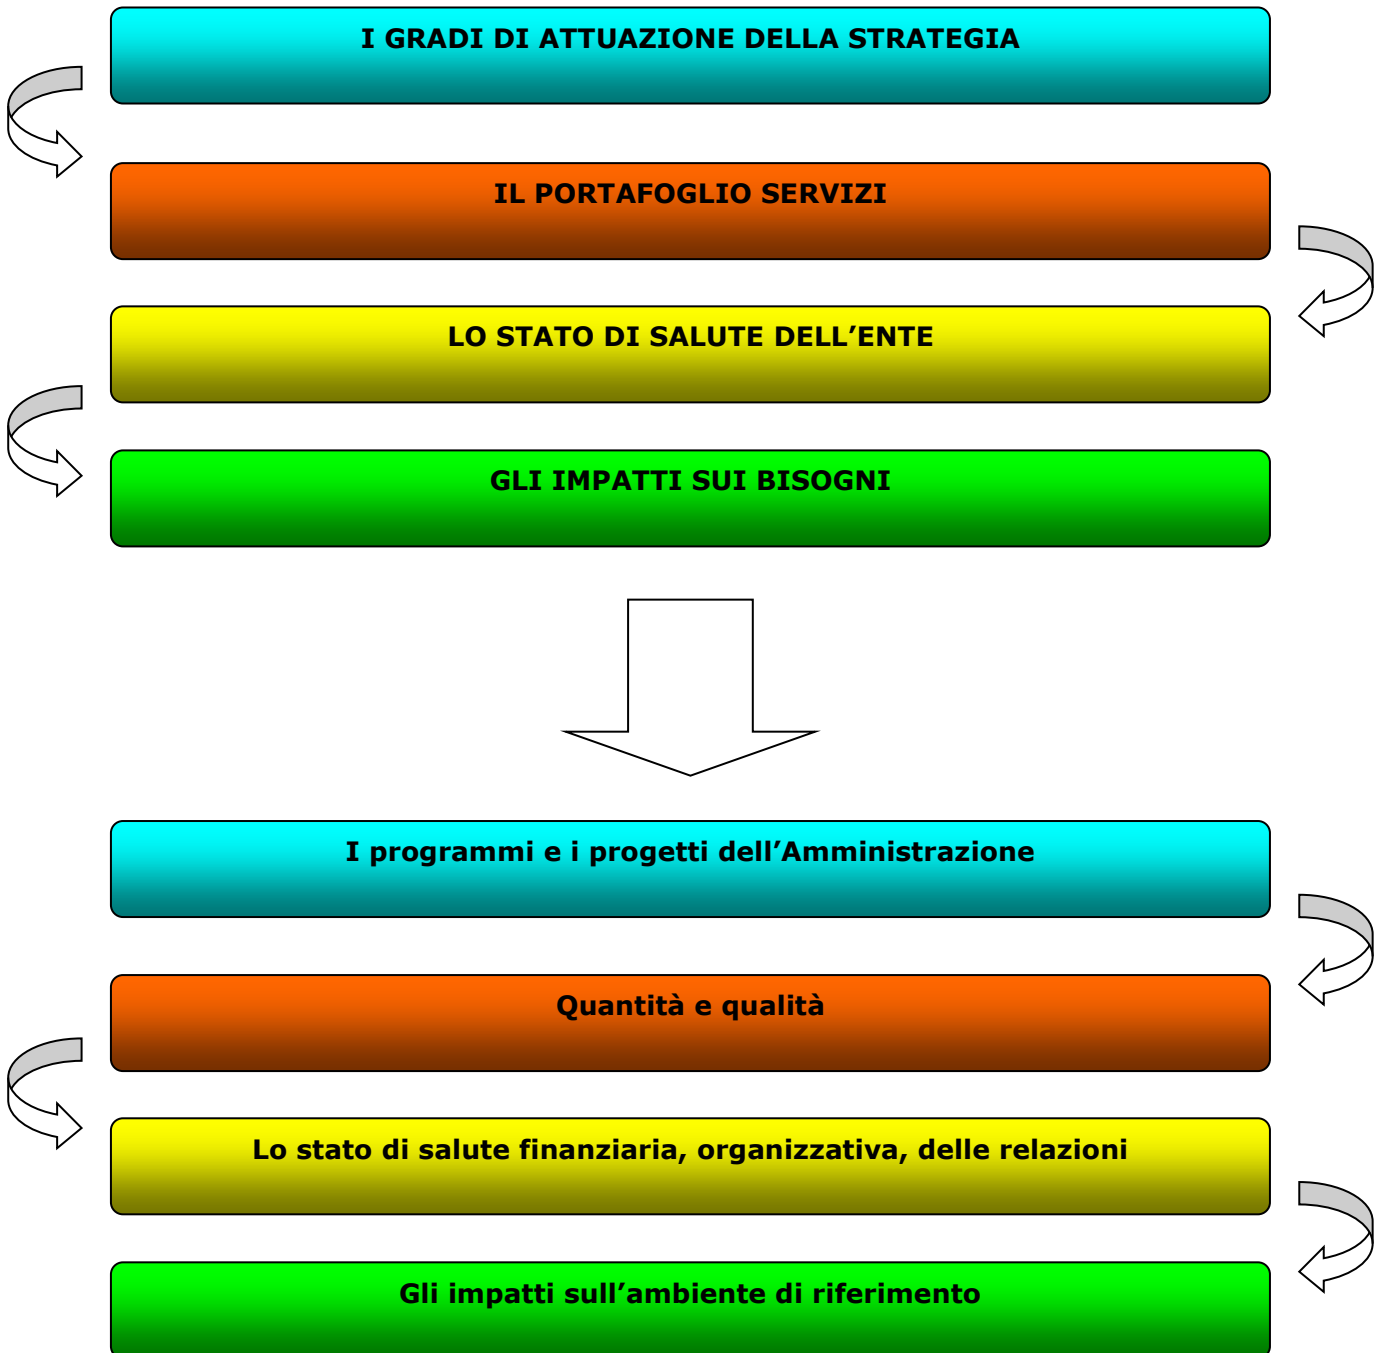 I GRADI DI ATTUAZIONE DELLA STRATEGIA
IL PORTAFOGLIO SERVIZI
LO STATO DI SALUTE DELL’ENTE
GLI IMPATTI SUI BISOGNI
I programmi e i progetti dell’Amministrazione
Quantità e qualità
Lo stato di salute finanziaria, organizzativa, delle relazioni
Gli impatti sull’ambiente di riferimento